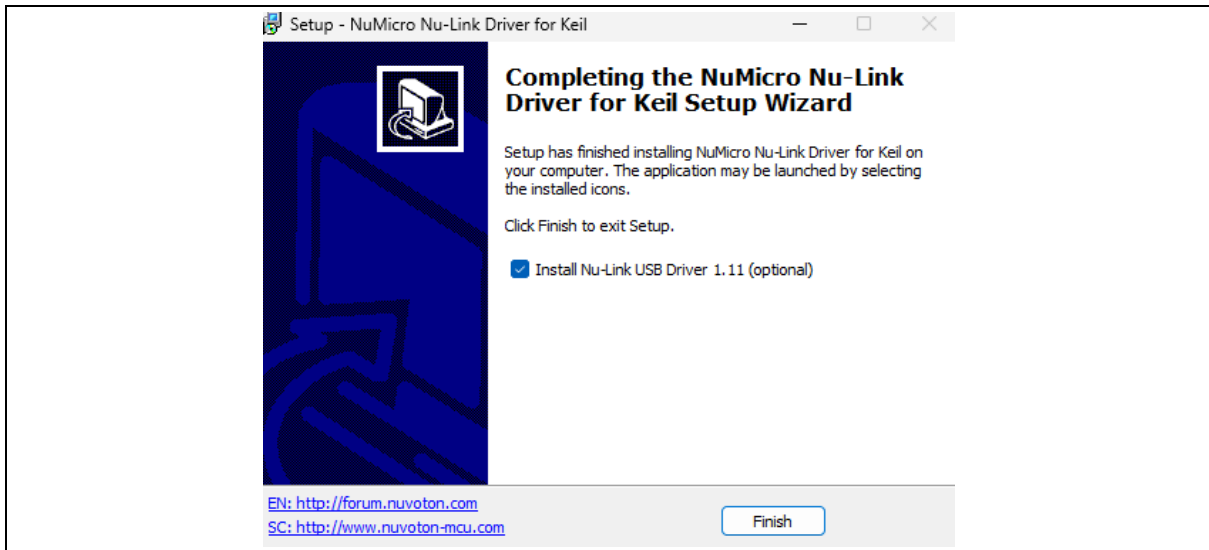 Setup - NuMicro Nu-Link Driver for Keil
Completing the NuMicro Nu-Link
Driver for Keil Setup Wizard
Setup has finished installing NuMicro Nu-Link Driver for Keil on
your computer. The application may be launched by selecting
the installed icons.
Click Finish to exit Setup.
Install Nu-Link USB Driver 1.11 (optional)
EN: http://forum.nuvoton.com
SC: http://www.nuvoton-mcu.com
Finish